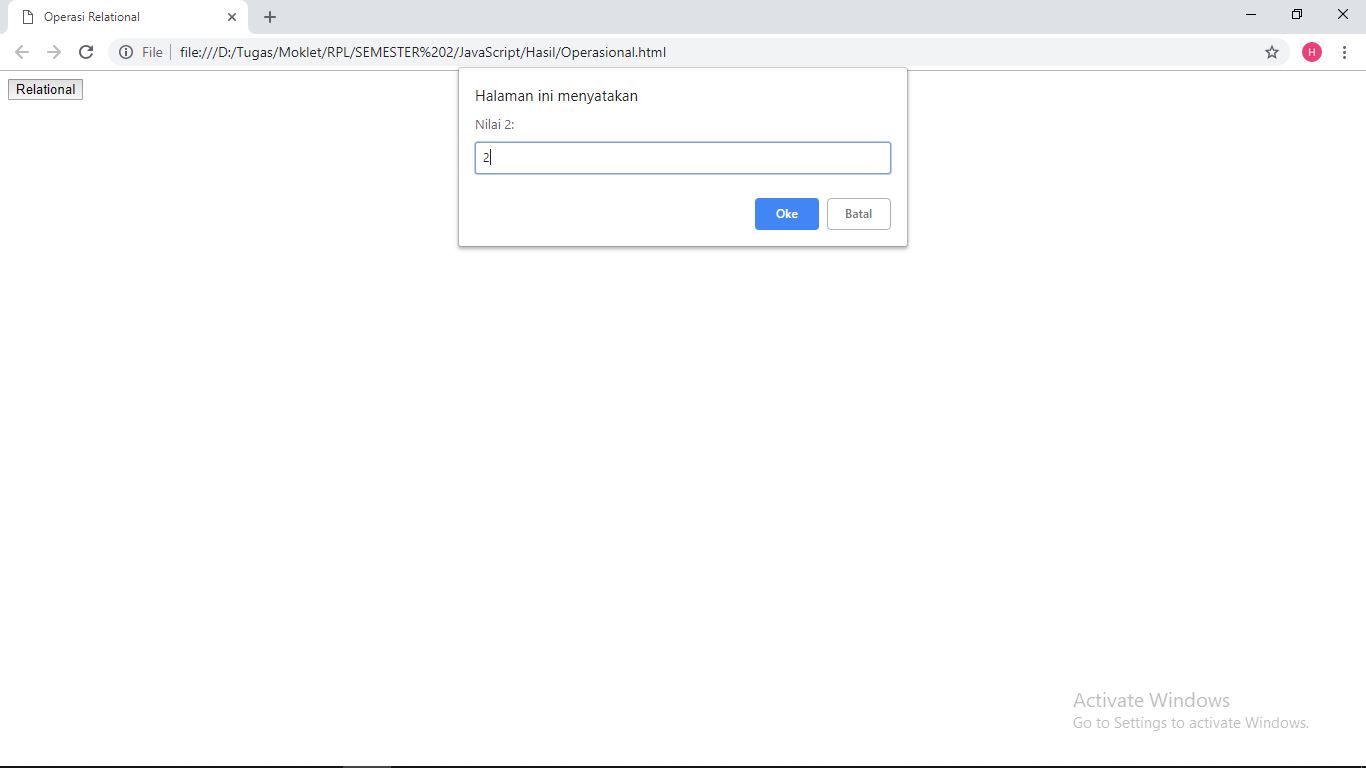 Operasi Relational
File file:///D:/Tugas/Moklet/RPL/SEMESTER%202/JavaScript/Hasil/Operasional.html
H
Relational
Halaman ini menyatakan
Nilai 2:
2
Oke Batal
Activate Windows
Go to Settings to activate Windows.